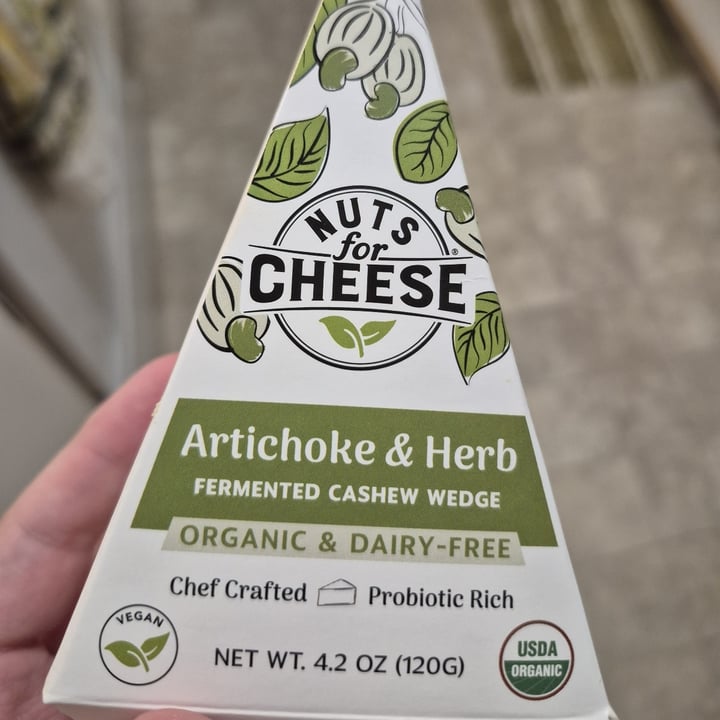 NUTS
for
CHEESE®
Artichoke & Herb
FERMENTED CASHEW WEDGE
ORGANIC & DAIRY-FREE
Chef Crafted Probiotic Rich
VEGAN
NET WT. 4.2 OZ (120G)
USDA
ORGANIC